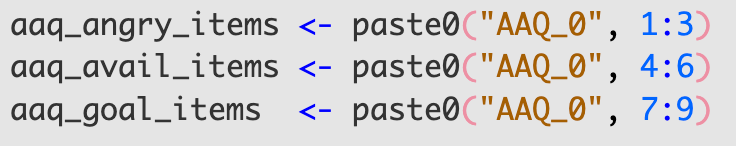 aaq_angry_items <- paste0("AAQ_0", 1:3)
aaq_avail_items <- paste0("AAQ_0", 4:6)
aaq_goal_items  <- paste0("AAQ_0", 7:9)